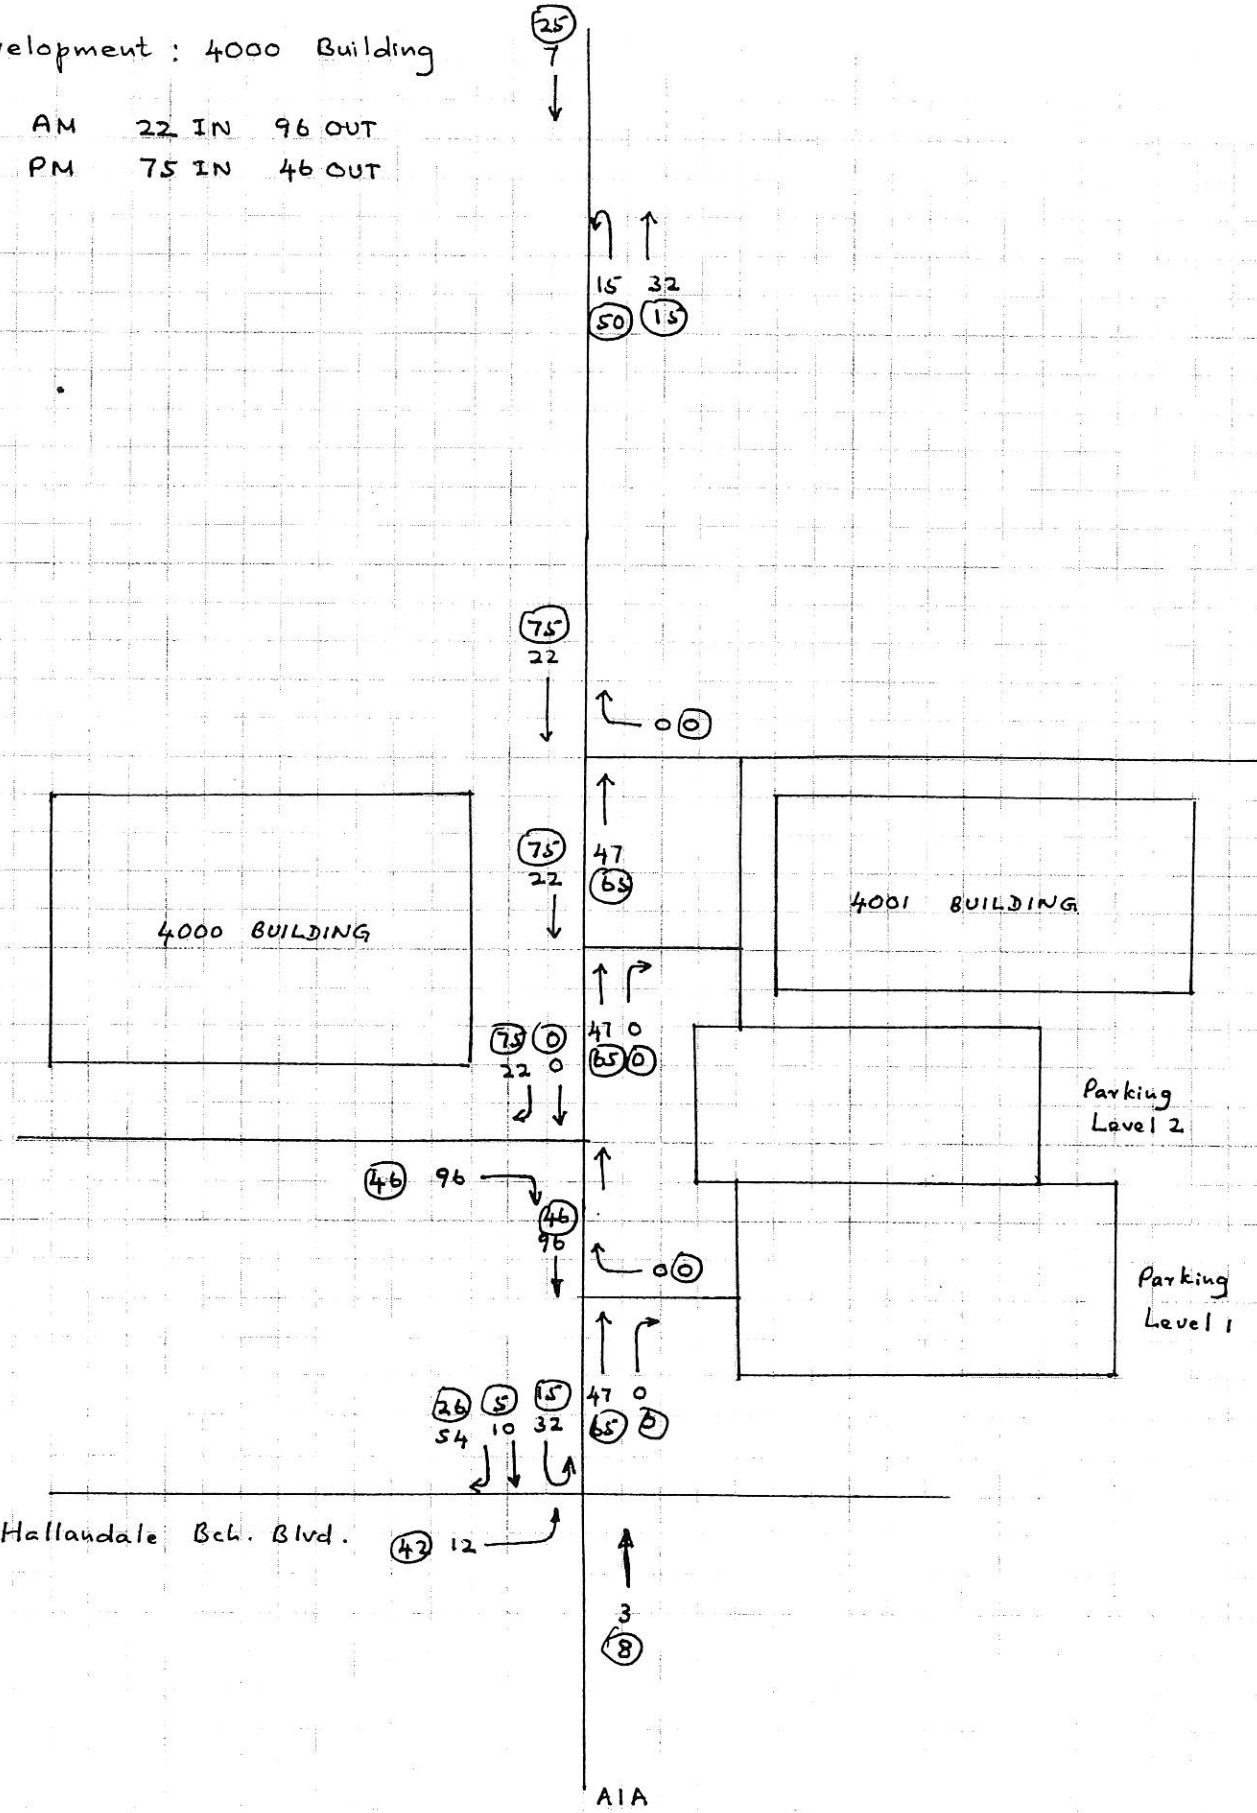 velopment : 4000 Building
AM 22 IN 96 OUT
PM 75 IN 46 OUT
25
7
15 32
50 15
75
22
0 0
75 47
22 65
4000 BUILDING
4001 BUILDING
75 0 47 0
22 0 65 0
Parking
Level 2
46 96
46
96
0 0
Parking
Level 1
26 5 15 47 0
54 10 32 65 0
Hallandale Bch. Blvd. 42 12
3
8
A1A